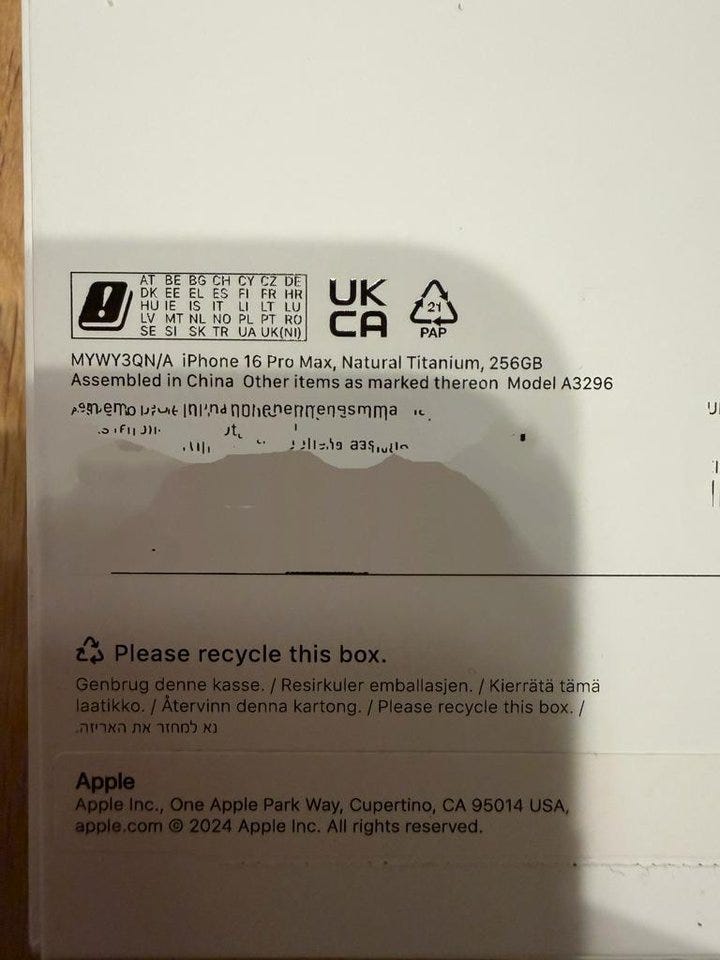 AT BE BG CH CY CZ DE
DK EE EL ES FI FR HR
HU IE IS IT LI LT LU
LV MT NL NO PL PT RO
SE SI SK TR UA UK(NI)
UK
CA
21
PAP
MYWY3QN/A iPhone 16 Pro Max, Natural Titanium, 256GB
Assembled in China Other items as marked thereon Model A3296
Please recycle this box.
Genbrug denne kasse. / Resirkuler emballasjen. / Kierrätä tämä
laatikko. / Återvinn denna kartong. / Please recycle this box. /
נא למחזר את האריזה.
Apple
Apple Inc., One Apple Park Way, Cupertino, CA 95014 USA,
apple.com © 2024 Apple Inc. All rights reserved.